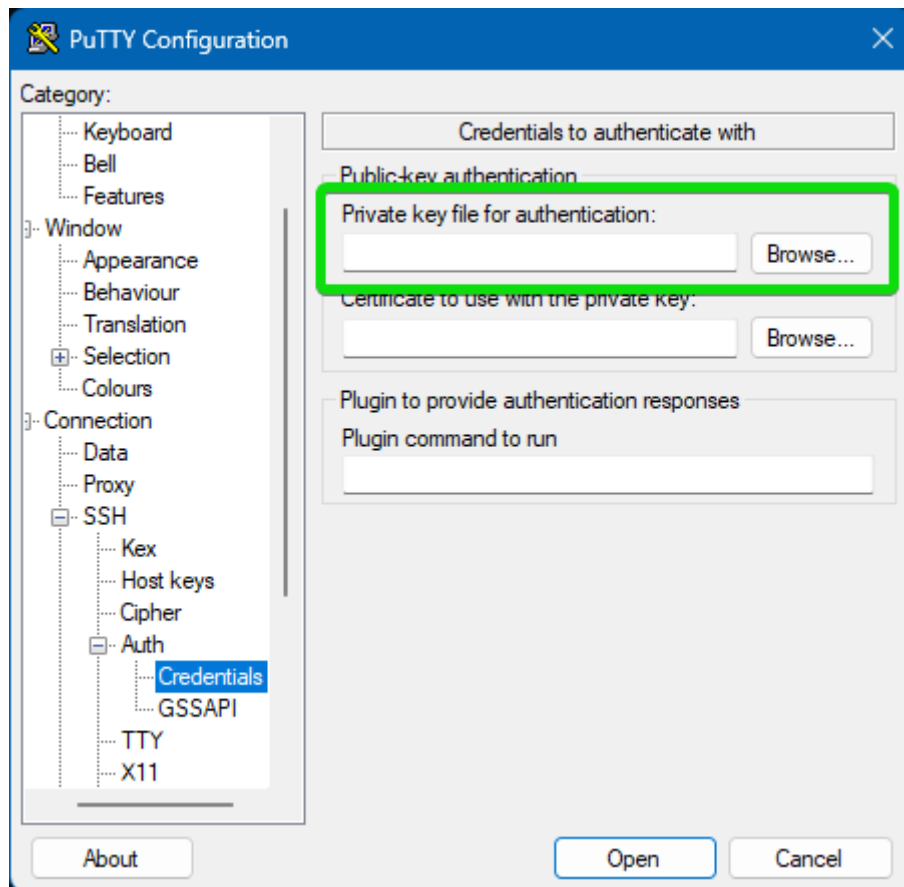 PuTTY Configuration
Category:
Keyboard
Bell
Features
Window
Appearance
Behaviour
Translation
Selection
Colours
Connection
Data
Proxy
SSH
Kex
Host keys
Cipher
Auth
Credentials
GSSAPI
TTY
X11
Credentials to authenticate with
Public-key authentication
Private key file for authentication:
Browse...
Certificate to use with the private key:
Browse...
Plugin to provide authentication responses
Plugin command to run
About
Open
Cancel